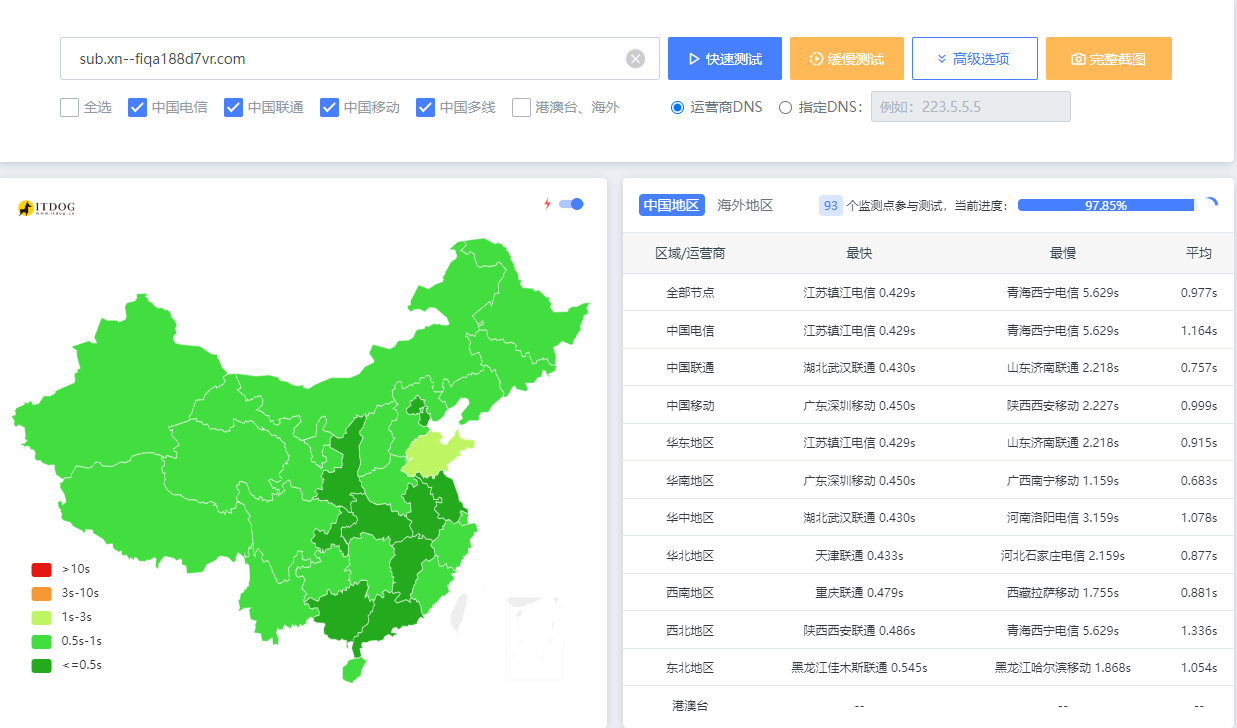 sub.xn--fiqa188d7vr.com
快速测试
缓慢测试
高级选项
完整截图
全选 中国电信 中国联通 中国移动 中国多线 港澳台、海外 运营商DNS 指定DNS: 例如: 223.5.5.5
ITDOG
www.itdog.cn
>10s
3s-10s
1s-3s
0.5s-1s
<=0.5s
中国地区 海外地区 93 个监测点参与测试，当前进度: 97.85%
区域/运营商 最快 最慢 平均
全部节点 江苏镇江电信 0.429s 青海西宁电信 5.629s 0.977s
中国电信 江苏镇江电信 0.429s 青海西宁电信 5.629s 1.164s
中国联通 湖北武汉联通 0.430s 山东济南联通 2.218s 0.757s
中国移动 广东深圳移动 0.450s 陕西西安移动 2.227s 0.999s
华东地区 江苏镇江电信 0.429s 山东济南联通 2.218s 0.915s
华南地区 广东深圳移动 0.450s 广西南宁移动 1.159s 0.683s
华中地区 湖北武汉联通 0.430s 河南洛阳电信 3.159s 1.078s
华北地区 天津联通 0.433s 河北石家庄电信 2.159s 0.877s
西南地区 重庆联通 0.479s 西藏拉萨移动 1.755s 0.881s
西北地区 陕西西安联通 0.486s 青海西宁电信 5.629s 1.336s
东北地区 黑龙江佳木斯联通 0.545s 黑龙江哈尔滨移动 1.868s 1.054s
港澳台 -- -- --